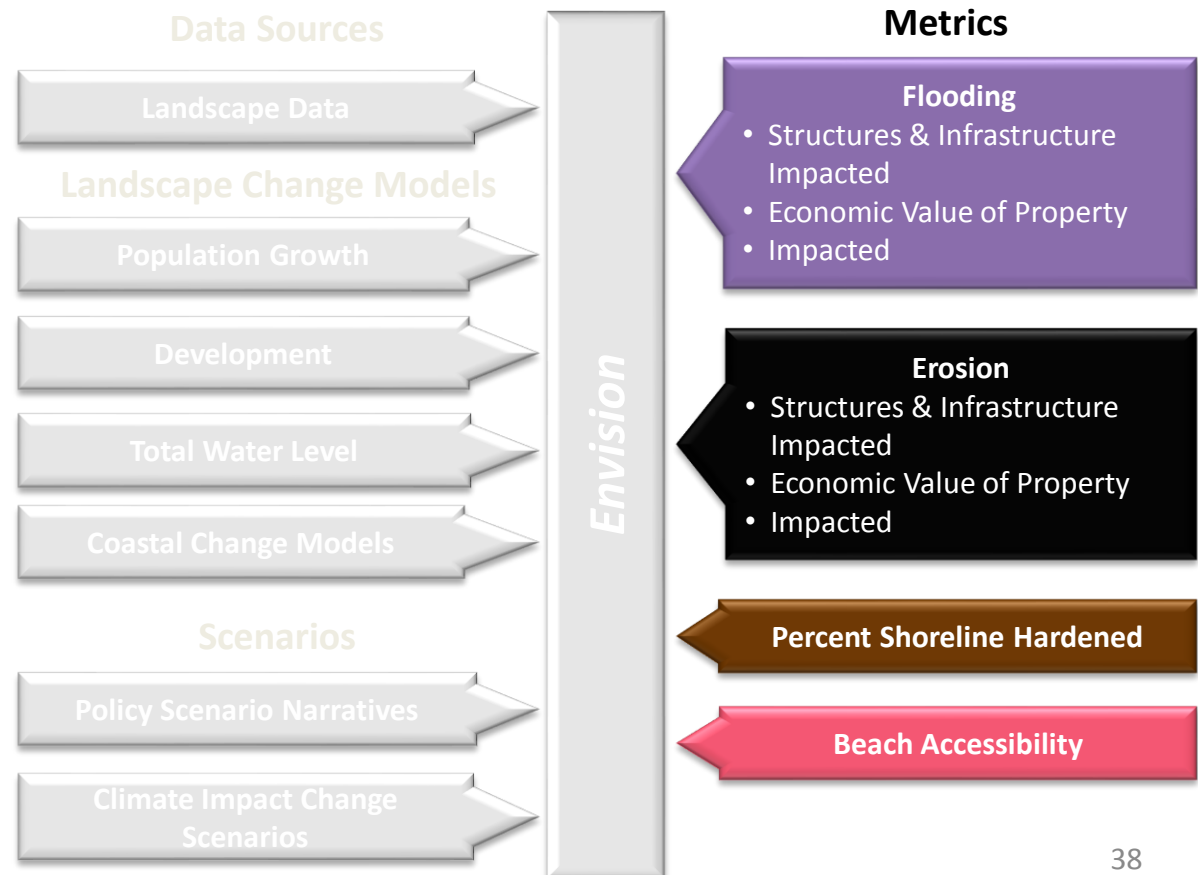 Data Sources
Landscape Data
Landscape Change Models
Population Growth
Development
Total Water Level
Coastal Change Models
Scenarios
Policy Scenario Narratives
Climate Impact Change
Scenarios
Envision
Metrics
Flooding
• Structures & Infrastructure
Impacted
• Economic Value of Property
• Impacted
Erosion
• Structures & Infrastructure
Impacted
• Economic Value of Property
• Impacted
Percent Shoreline Hardened
Beach Accessibility
38